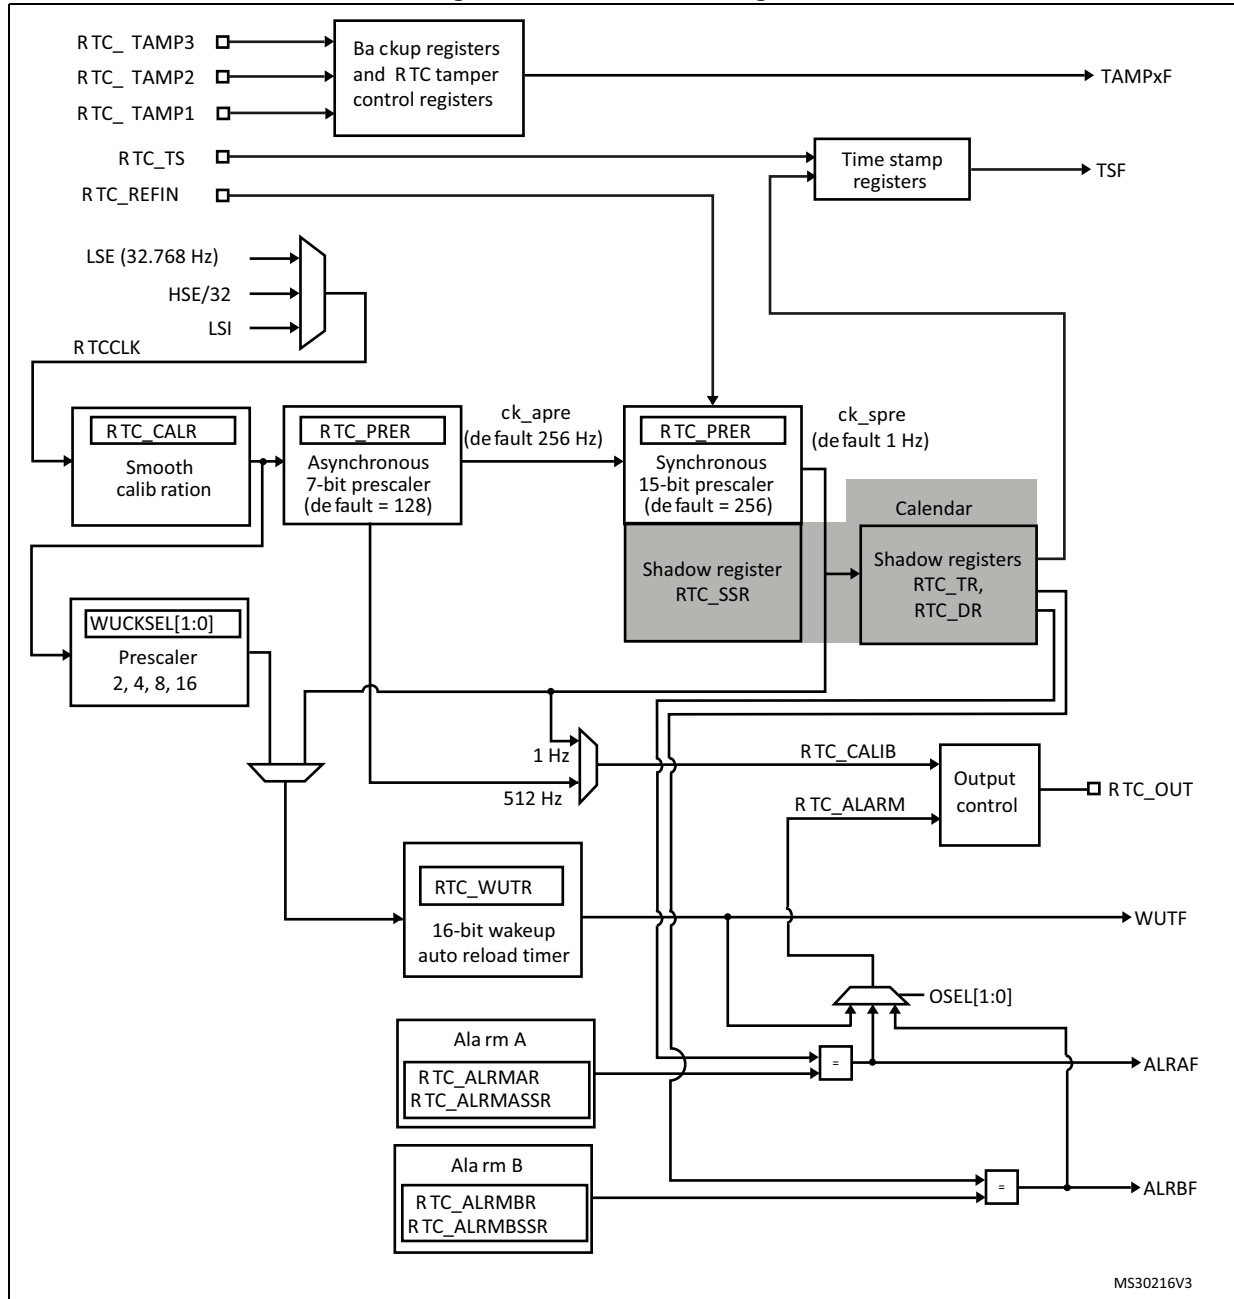 RTC_TAMP3
RTC_TAMP2
RTC_TAMP1
Backup registers
and RTC tamper
control registers
TAMPxF
RTC_TS
RTC_REFIN
Time stamp
registers
TSF
LSE (32.768 Hz)
HSE/32
LSI
RTCCLK
RTC_CALR
Smooth
calibration
RTC_PRER
Asynchronous
7-bit prescaler
(default = 128)
ck_apre
(default 256 Hz)
RTC_PRER
Synchronous
15-bit prescaler
(default = 256)
ck_spre
(default 1 Hz)
Calendar
Shadow register
RTC_SSR
Shadow registers
RTC_TR,
RTC_DR
WUCKSEL[1:0]
Prescaler
2, 4, 8, 16
1 Hz
512 Hz
RTC_CALIB
RTC_ALARM
Output
control
RTC_OUT
RTC_WUTR
16-bit wakeup
auto reload timer
WUTF
OSEL[1:0]
Alarm A
RTC_ALRMAR
RTC_ALRMASSR
=
ALRAF
Alarm B
RTC_ALRMBR
RTC_ALRMBSSR
=
ALRBF
MS30216V3